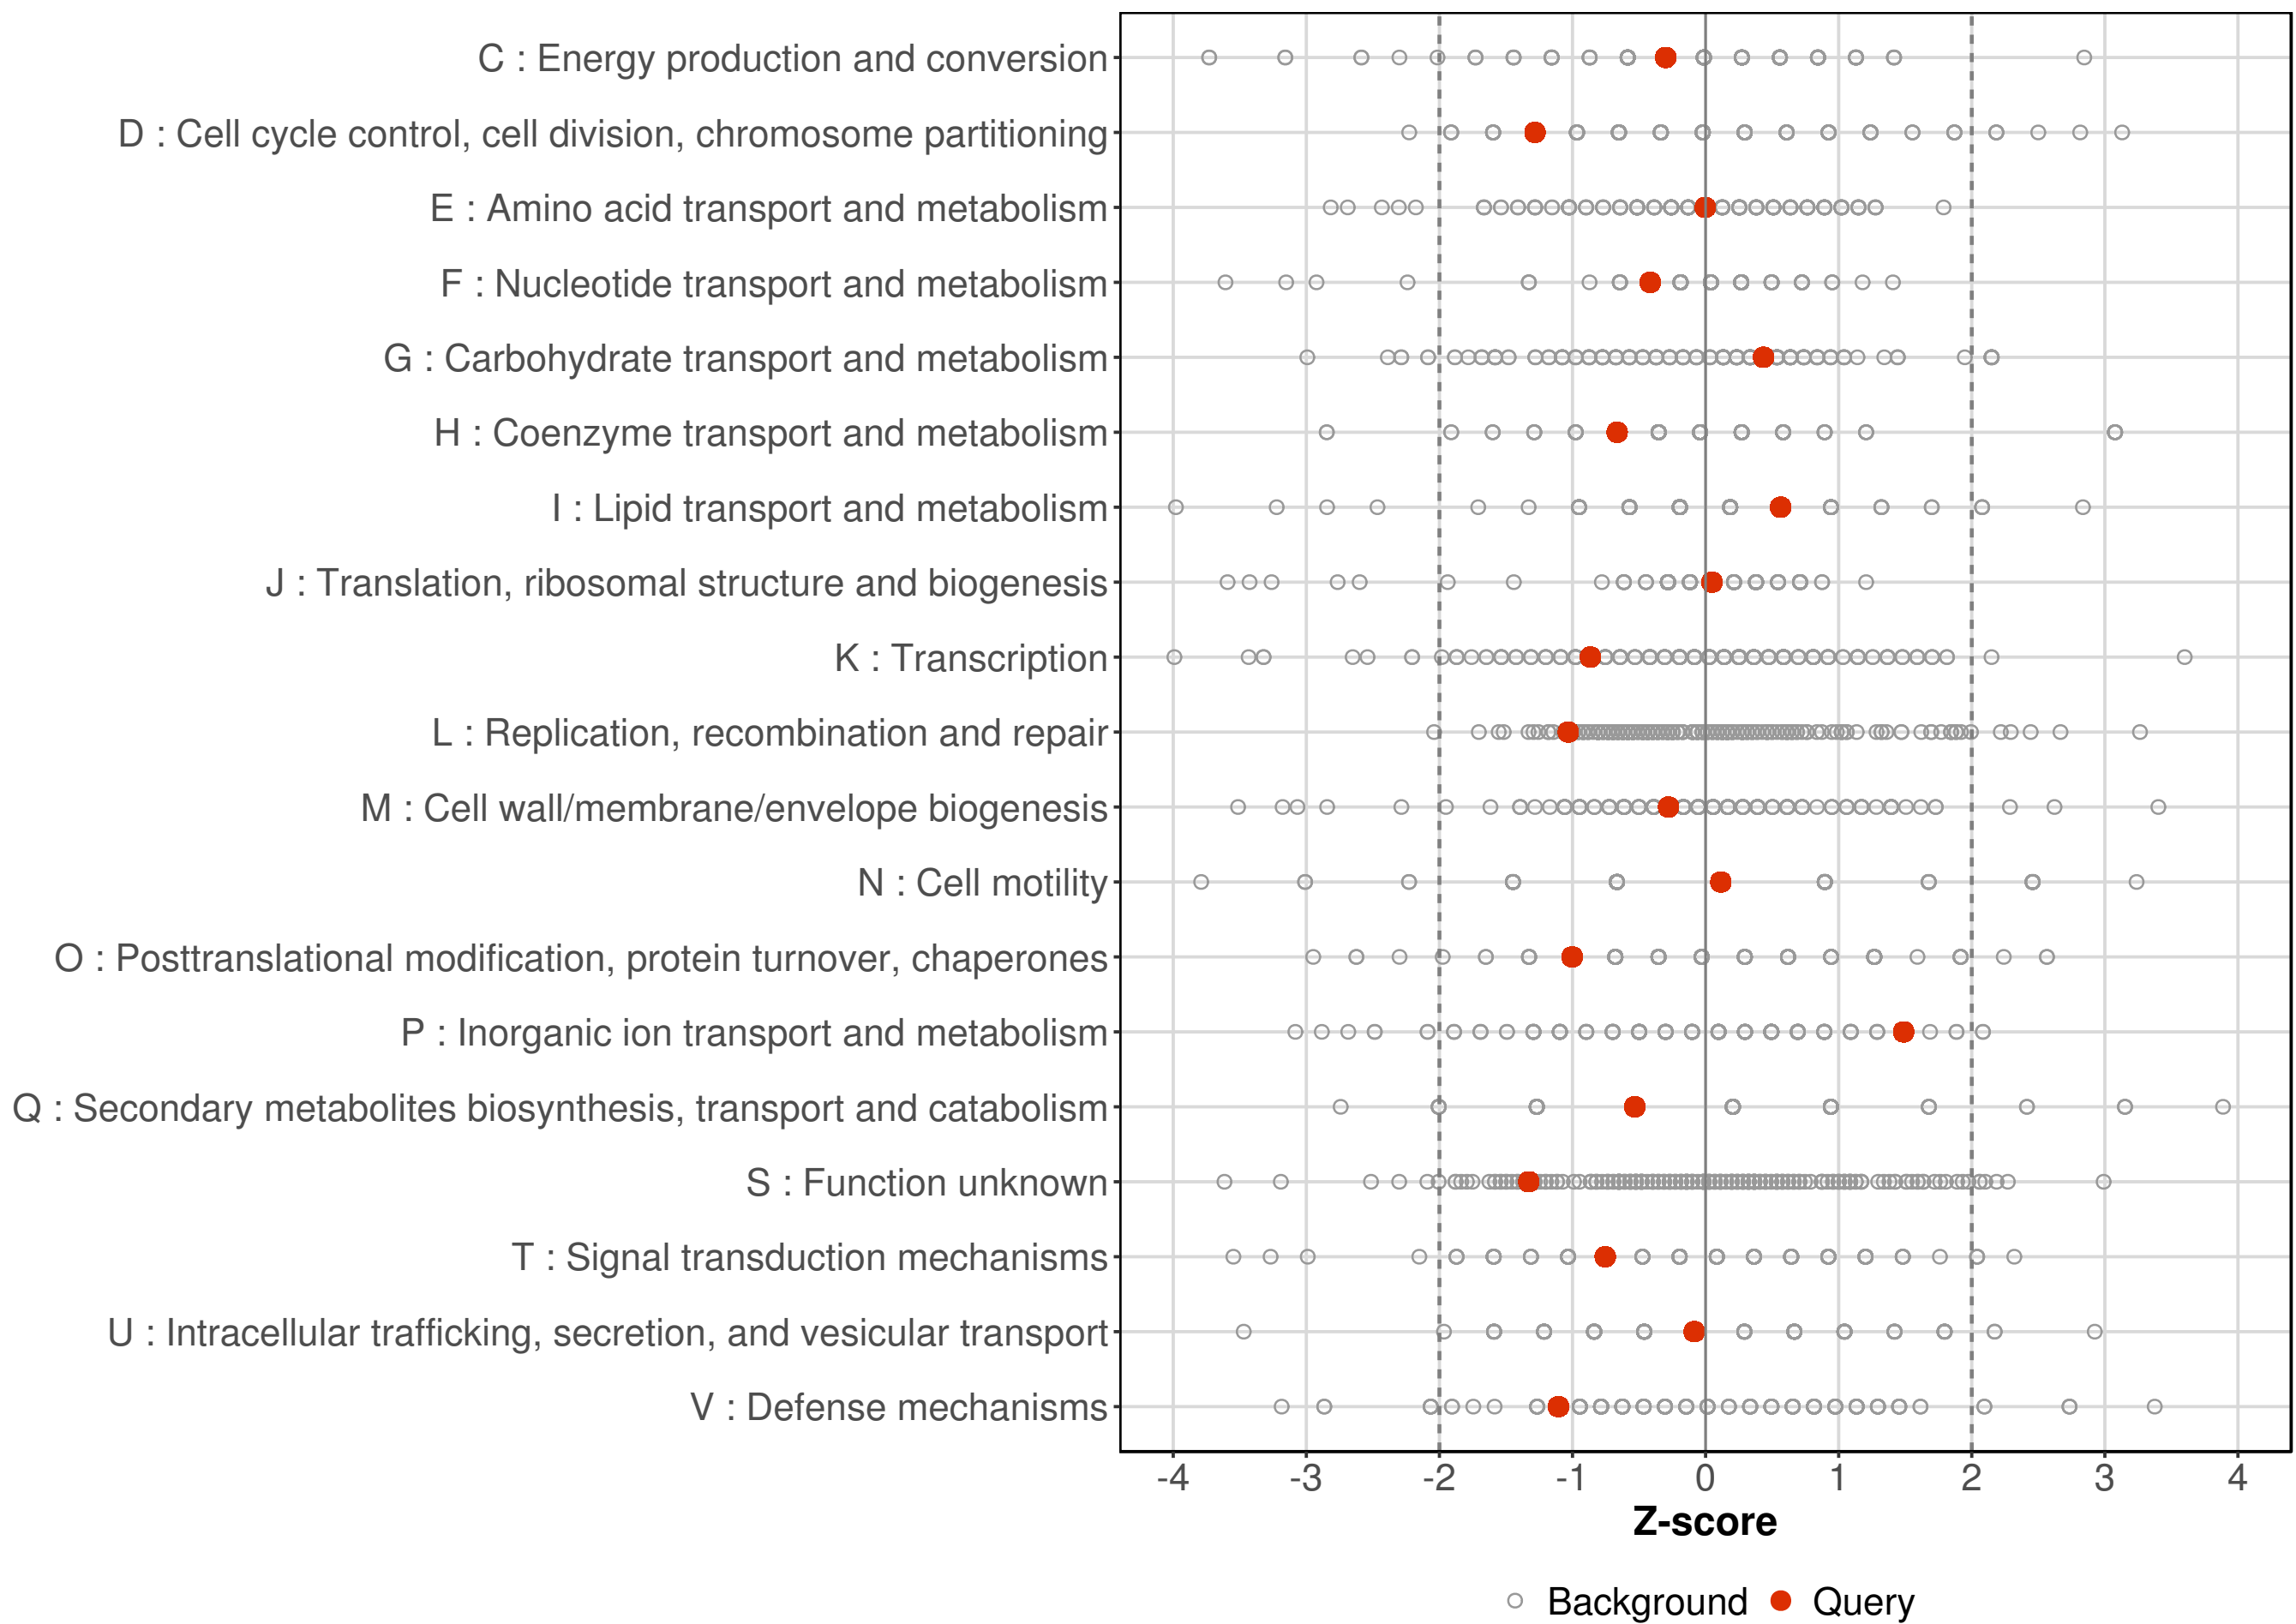 C : Energy production and conversion
D : Cell cycle control, cell division, chromosome partitioning
E : Amino acid transport and metabolism
F : Nucleotide transport and metabolism
G : Carbohydrate transport and metabolism
H : Coenzyme transport and metabolism
I : Lipid transport and metabolism
J : Translation, ribosomal structure and biogenesis
K : Transcription
L : Replication, recombination and repair
M : Cell wall/membrane/envelope biogenesis
N : Cell motility
O : Posttranslational modification, protein turnover, chaperones
P : Inorganic ion transport and metabolism
Q : Secondary metabolites biosynthesis, transport and catabolism
S : Function unknown
T : Signal transduction mechanisms
U : Intracellular trafficking, secretion, and vesicular transport
V : Defense mechanisms
-4 -3 -2 -1 0 1 2 3 4
Z-score
Background Query